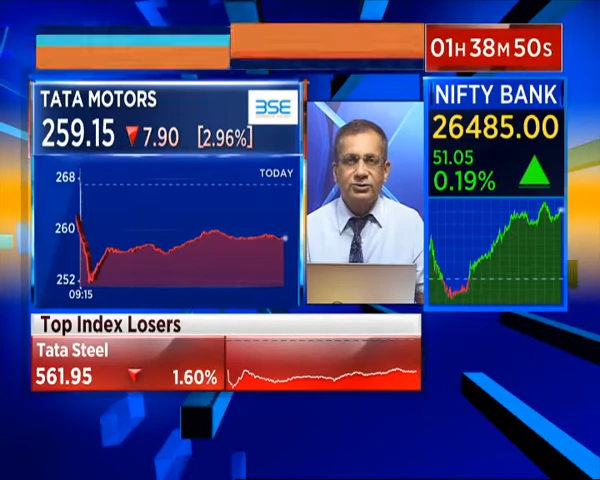 01H 38M 50S
TATA MOTORS
BSE
259.15 ▼ 7.90 [2.96%]
TODAY
268
260
252
09:15
NIFTY BANK
26485.00
51.05
0.19%
Top Index Losers
Tata Steel
561.95 1.60%